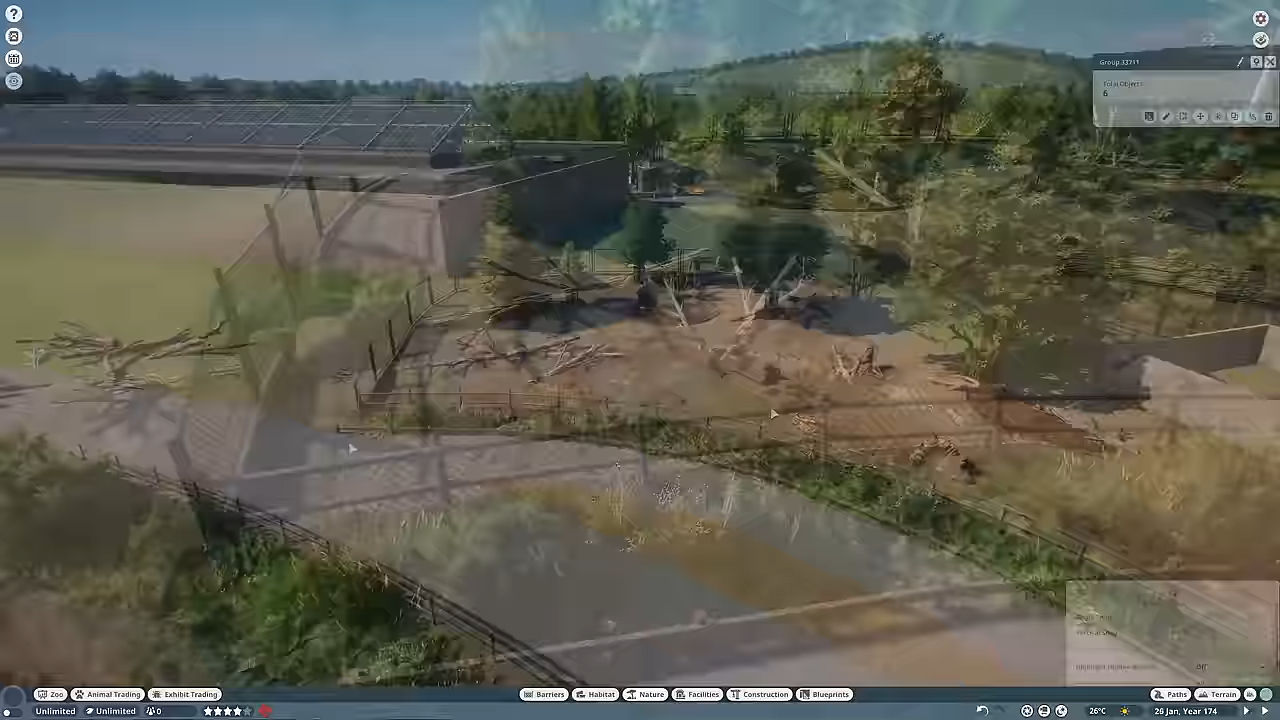 ?
Group.33711
Total Objects
6
Off
Zoo
Animal Trading
Exhibit Trading
Barriers
Habitat
Nature
Facilities
Construction
Blueprints
Paths
Terrain
Unlimited
Unlimited
0
26°C
26 Jan, Year 174